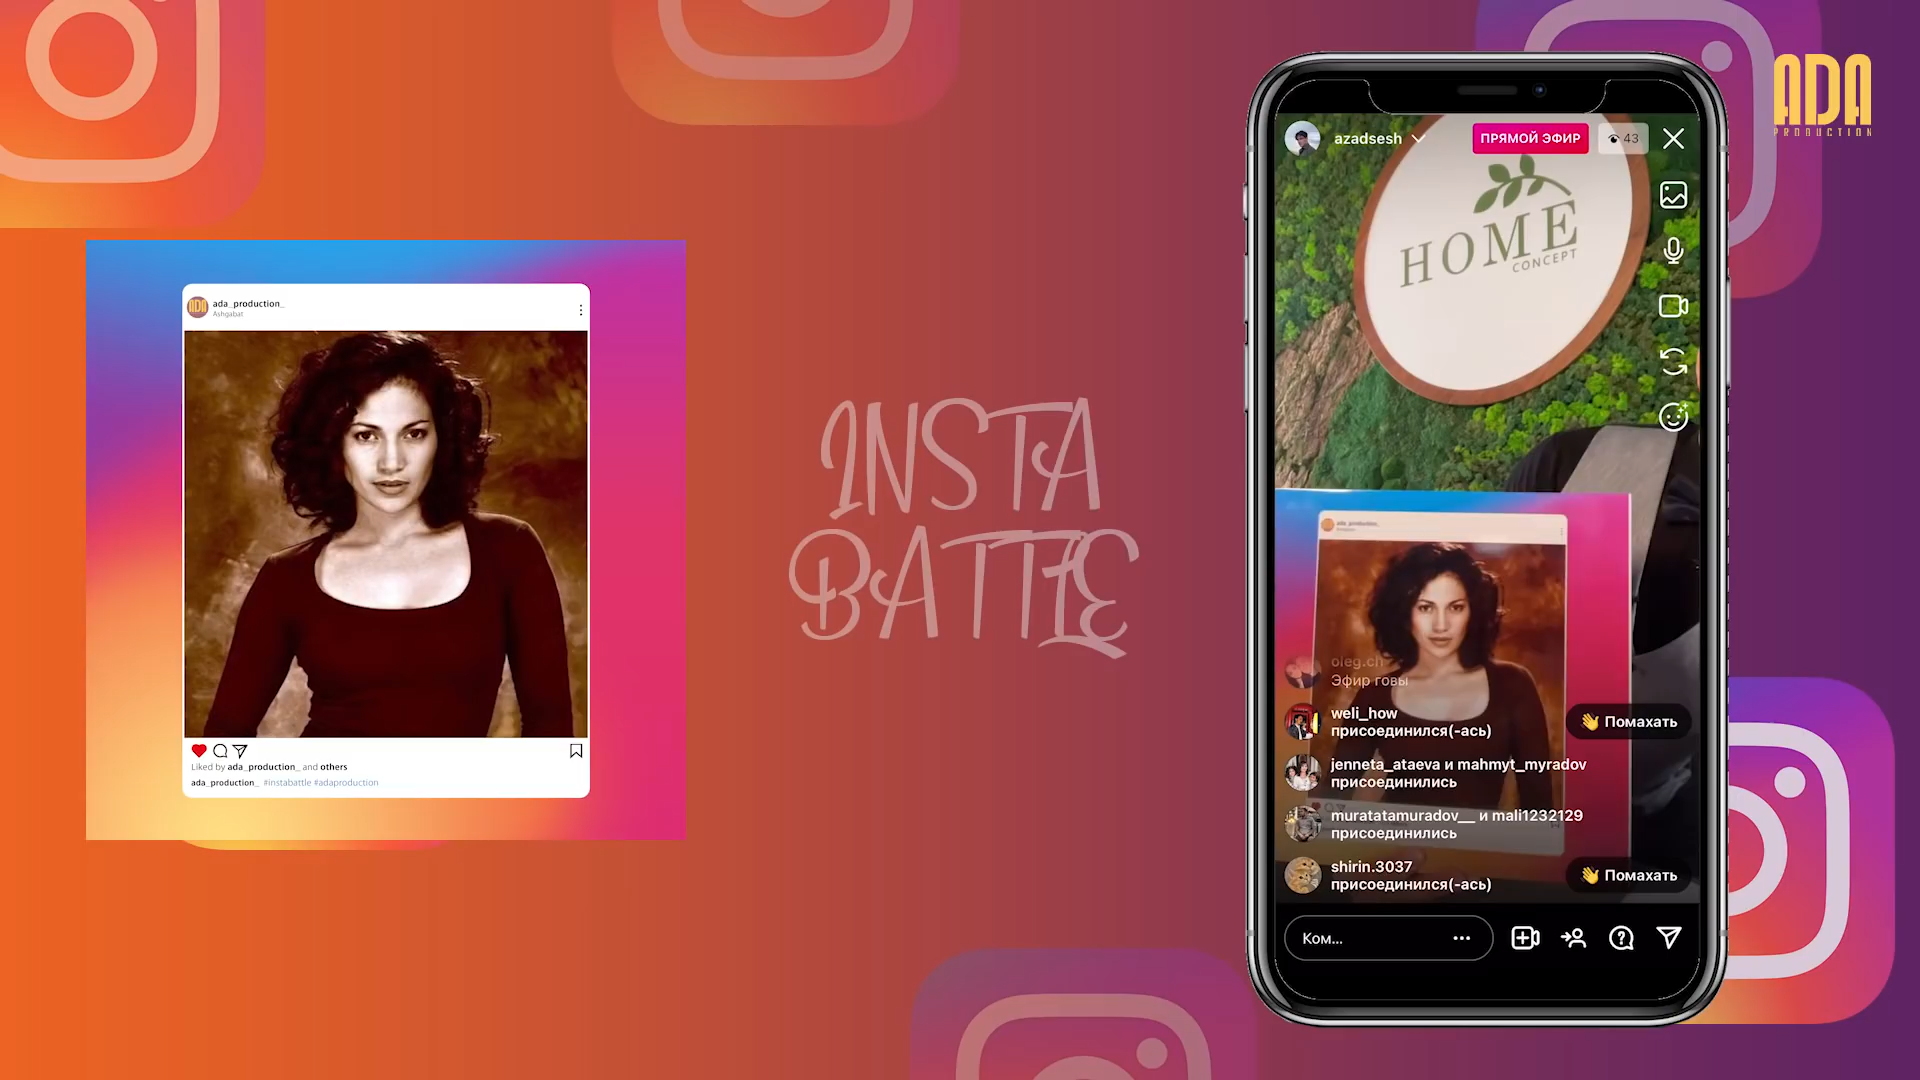 ADA
PRODUCTION
ada_production_
Ashgabat
Liked by ada_production_ and others
ada_production_ #instabattle #adaproduction
INSTA
BATTLE
azadsesh
ПРЯМОЙ ЭФИР
43
HOME
CONCEPT
ada_production_
oleg.ch
Эфир говы
weli_how
присоединился(-ась)
Помахать
jenneta_ataeva и mahmyt_myradov
присоединились
muratatamuradov__ и mali1232129
присоединились
shirin.3037
присоединился(-ась)
Помахать
Ком...